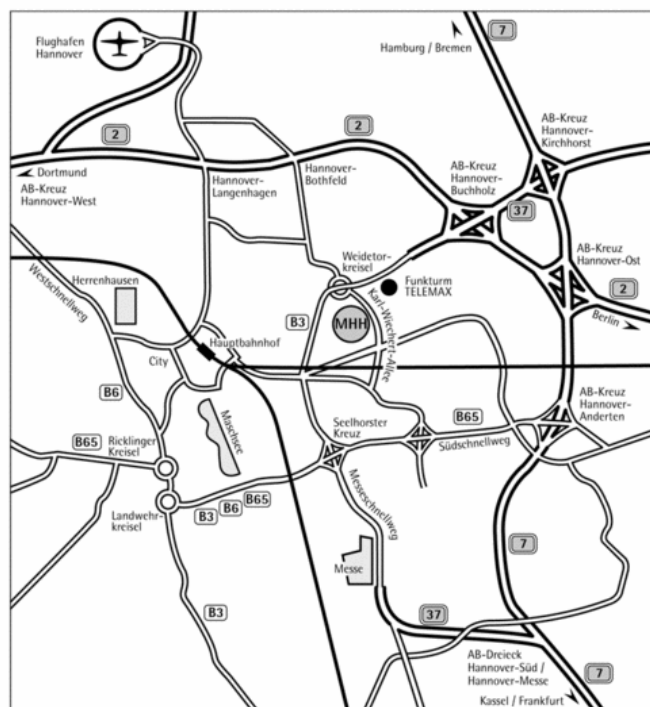 Flughafen
Hannover
7
Hamburg / Bremen
AB-Kreuz
Hannover-
Kirchhorst
2
2
Dortmund
AB-Kreuz
Hannover-West
Hannover-
Langenhagen
Hannover-
Bothfeld
AB-Kreuz
Hannover-
Buchholz
37
AB-Kreuz
Hannover-Ost
2
Berlin
Weidetor-
kreisel
Funkturm
TELEMAX
Westschnellweg
Herrenhausen
B3
MHH
Karl-Wiechert-Allee
Hauptbahnhof
City
B6
Maschsee
AB-Kreuz
Hannover-
Anderten
B65
Seelhorster
Kreuz
Südschnellweg
B65
Ricklinger
Kreisel
Landwehr-
kreisel
B3
B6
B65
Messeschnellweg
Messe
7
B3
37
AB-Dreieck
Hannover-Süd /
Hannover-Messe
7
Kassel / Frankfurt